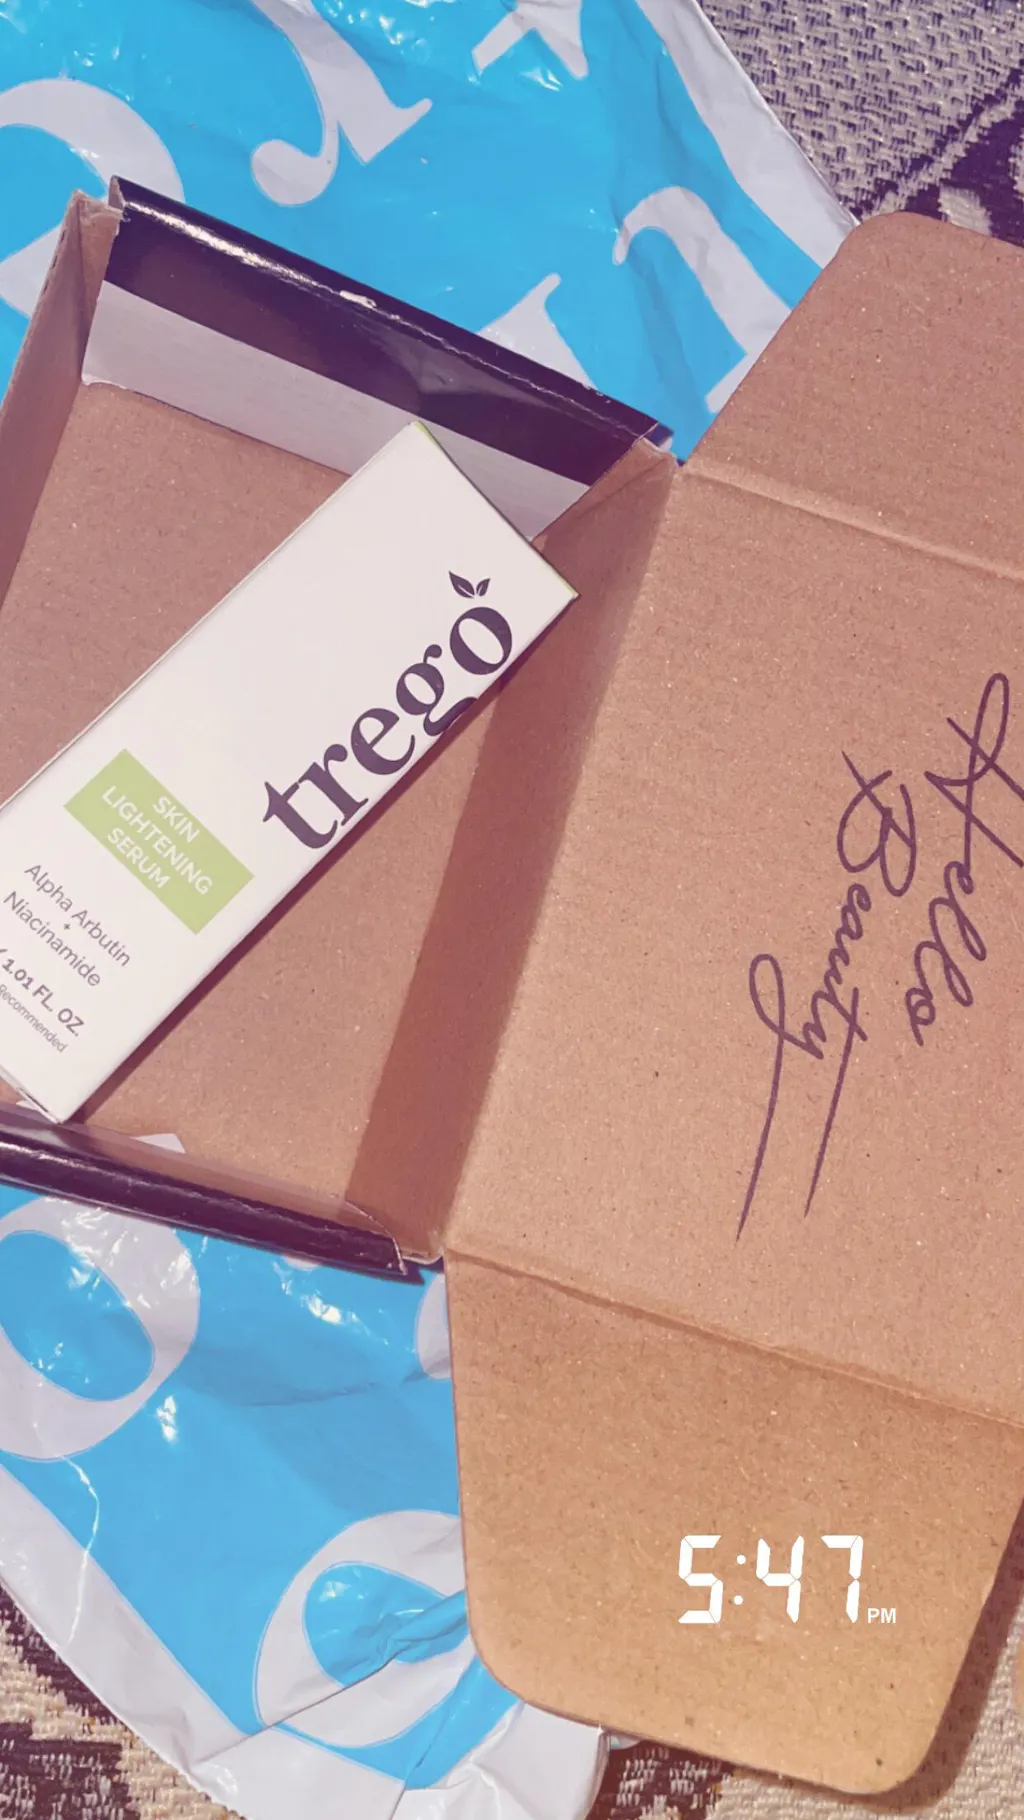 trego
SKIN
LIGHTENING
SERUM
Alpha Arbutin
+
Niacinamide
1.01 FL. OZ.
Recommended
Hello
Beauty
5:47 PM